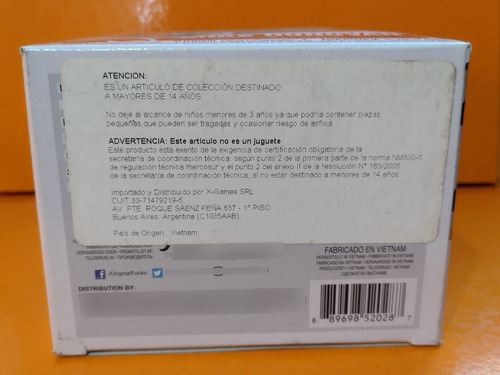 ATENCION:
ES UN ARTICULO DE COLECCIÓN DESTINADO
A MAYORES DE 14 AÑOS
No deje al alcance de niños menores de 3 años ya que podría contener piezas
pequeñas que pueden ser tragadas y ocasionar riesgo de asfixia
ADVERTENCIA: Este articulo no es un juguete
Este producto está exento de la exigencia de certificación obligatoria de la
secretaría de coordinación técnica, según punto 2 de la primera parte de la norma NM300-1
de regulación técnica mercosur y el punto 2 del anexo II de la resolución N° 163/2005
de la secretaría de coordinación técnica, al no estar destinado a menores de 14 años.
Importado y Distribuido por X-Games SRL
CUIT:30-71479219-5
AV. PTE. ROQUE SÁENZ PEÑA 637 - 1° PISO
Buenos Aires. Argentina (C1035AAB)
País de Origen : Vietnam.
FABRICADO EN VIETNAM
/OriginalFunko
DISTRIBUTION BY:
8 89698 52028 7